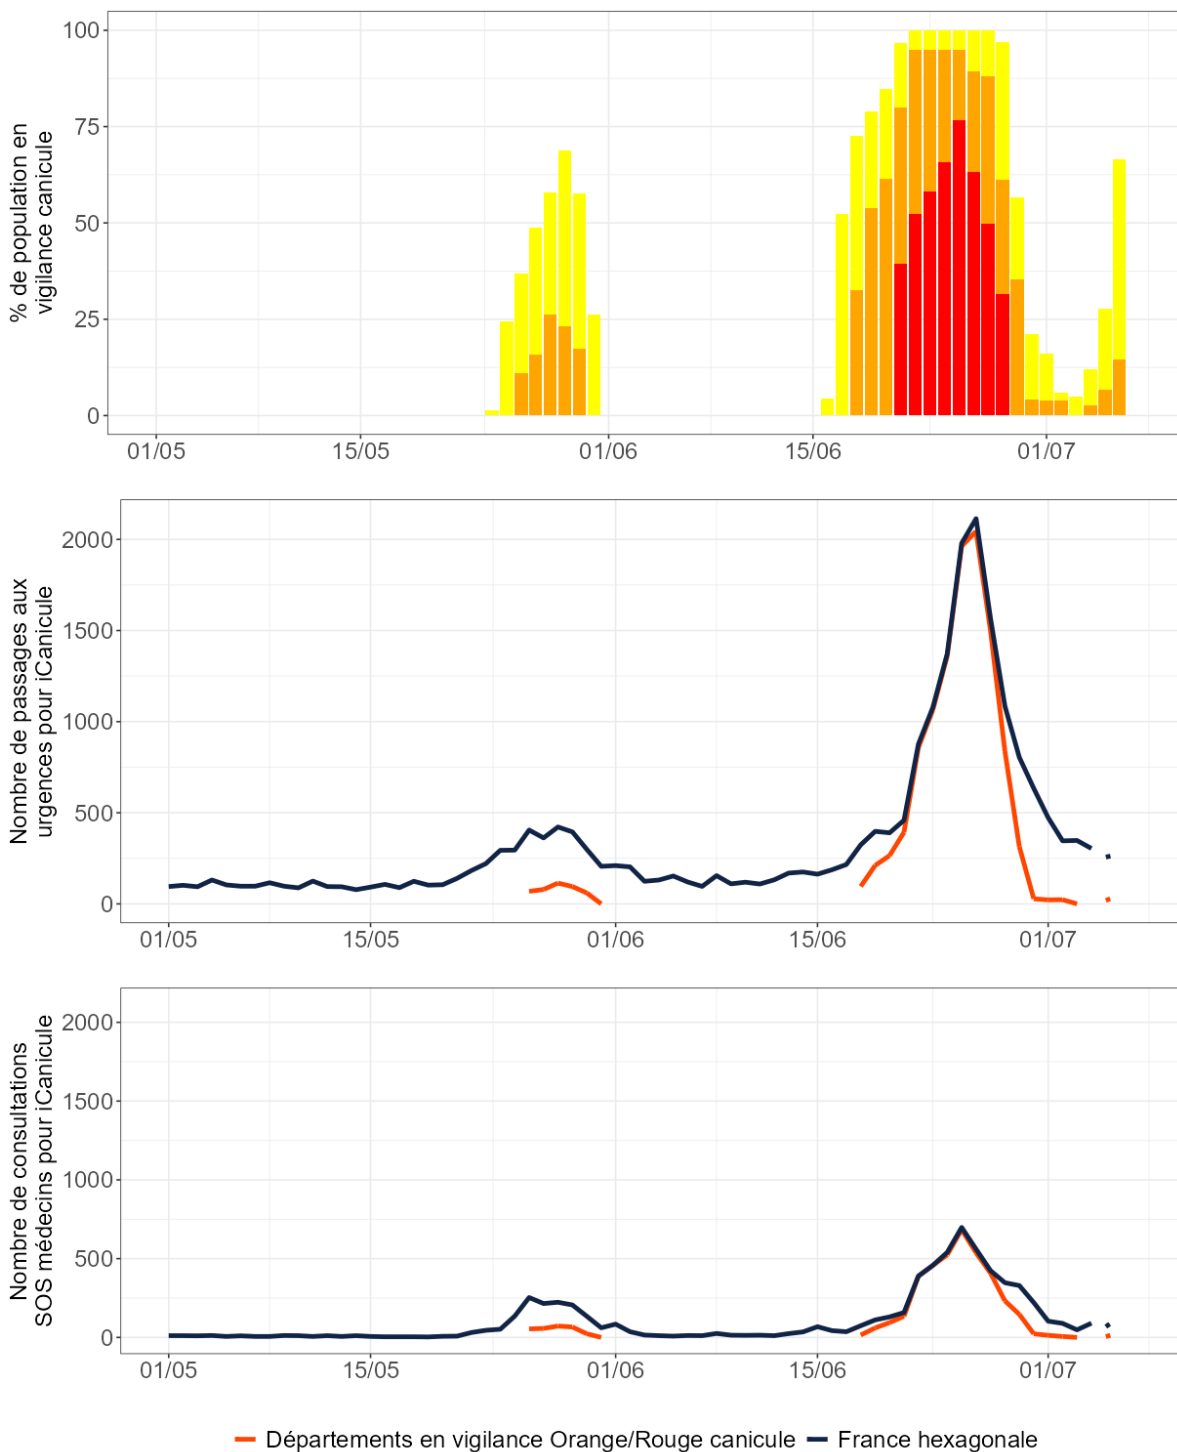 % de population en
vigilance canicule
100
75
50
25
0
01/05 15/05 01/06 15/06 01/07
Nombre de passages aux
urgences pour iCanicule
2000
1500
1000
500
0
01/05 15/05 01/06 15/06 01/07
Nombre de consultations
SOS médecins pour iCanicule
2000
1500
1000
500
0
01/05 15/05 01/06 15/06 01/07
Départements en vigilance Orange/Rouge canicule France hexagonale